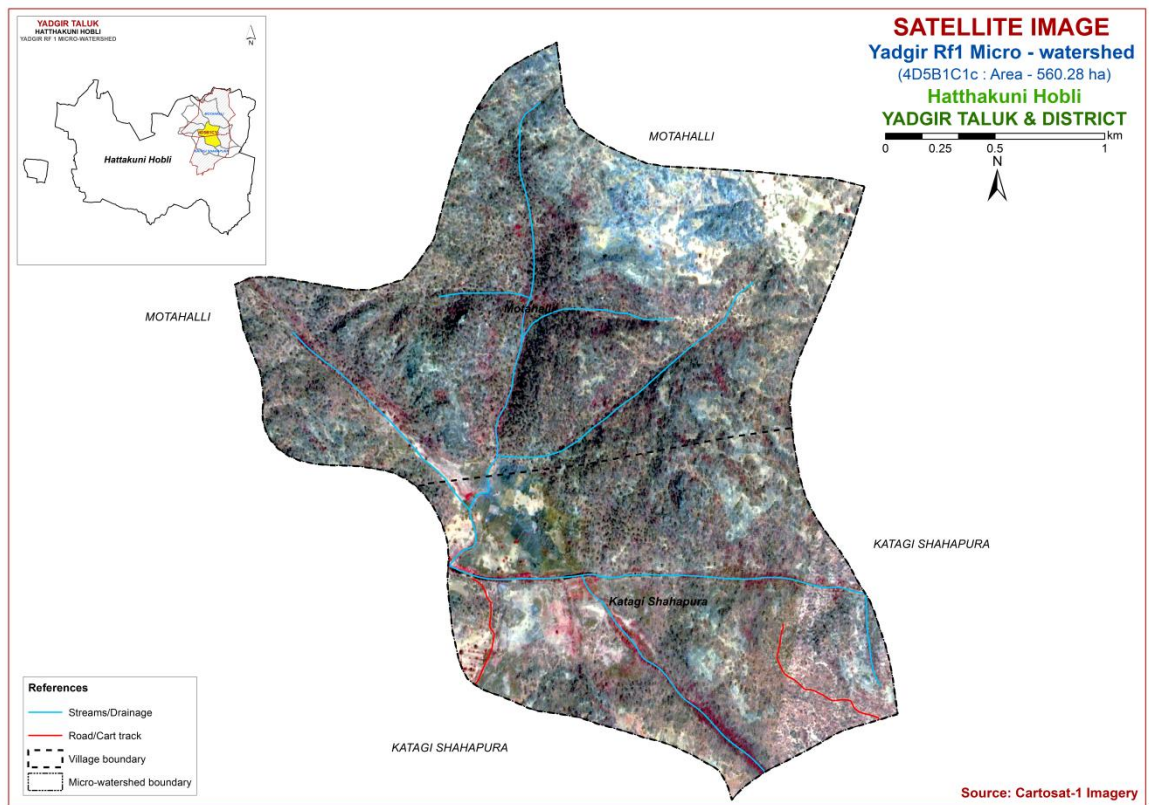 YADGIR TALUK
HATTHAKUNI HOBLI
YADGIR RF 1 MICRO-WATERSHED
N
Hattakuni Hobli
SATELLITE IMAGE
Yadgir Rf1 Micro - watershed
(4D5B1C1c : Area - 560.28 ha)
Hatthakuni Hobli
YADGIR TALUK & DISTRICT
km
0 0.25 0.5 1
N
MOTAHALLI
MOTAHALLI
Motahalli
KATAGI SHAHAPURA
Katagi Shahapura
KATAGI SHAHAPURA
References
Streams/Drainage
Road/Cart track
Village boundary
Micro-watershed boundary
Source: Cartosat-1 Imagery